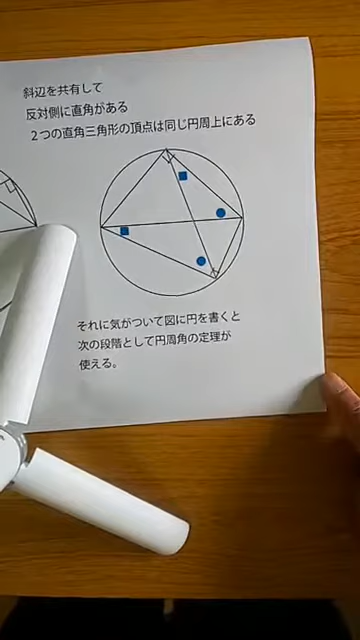 斜辺を共有して
反対側に直角がある
２つの直角三角形の頂点は同じ円周上にある
それに気がついて図に円を書くと
次の段階として円周角の定理が
使える。